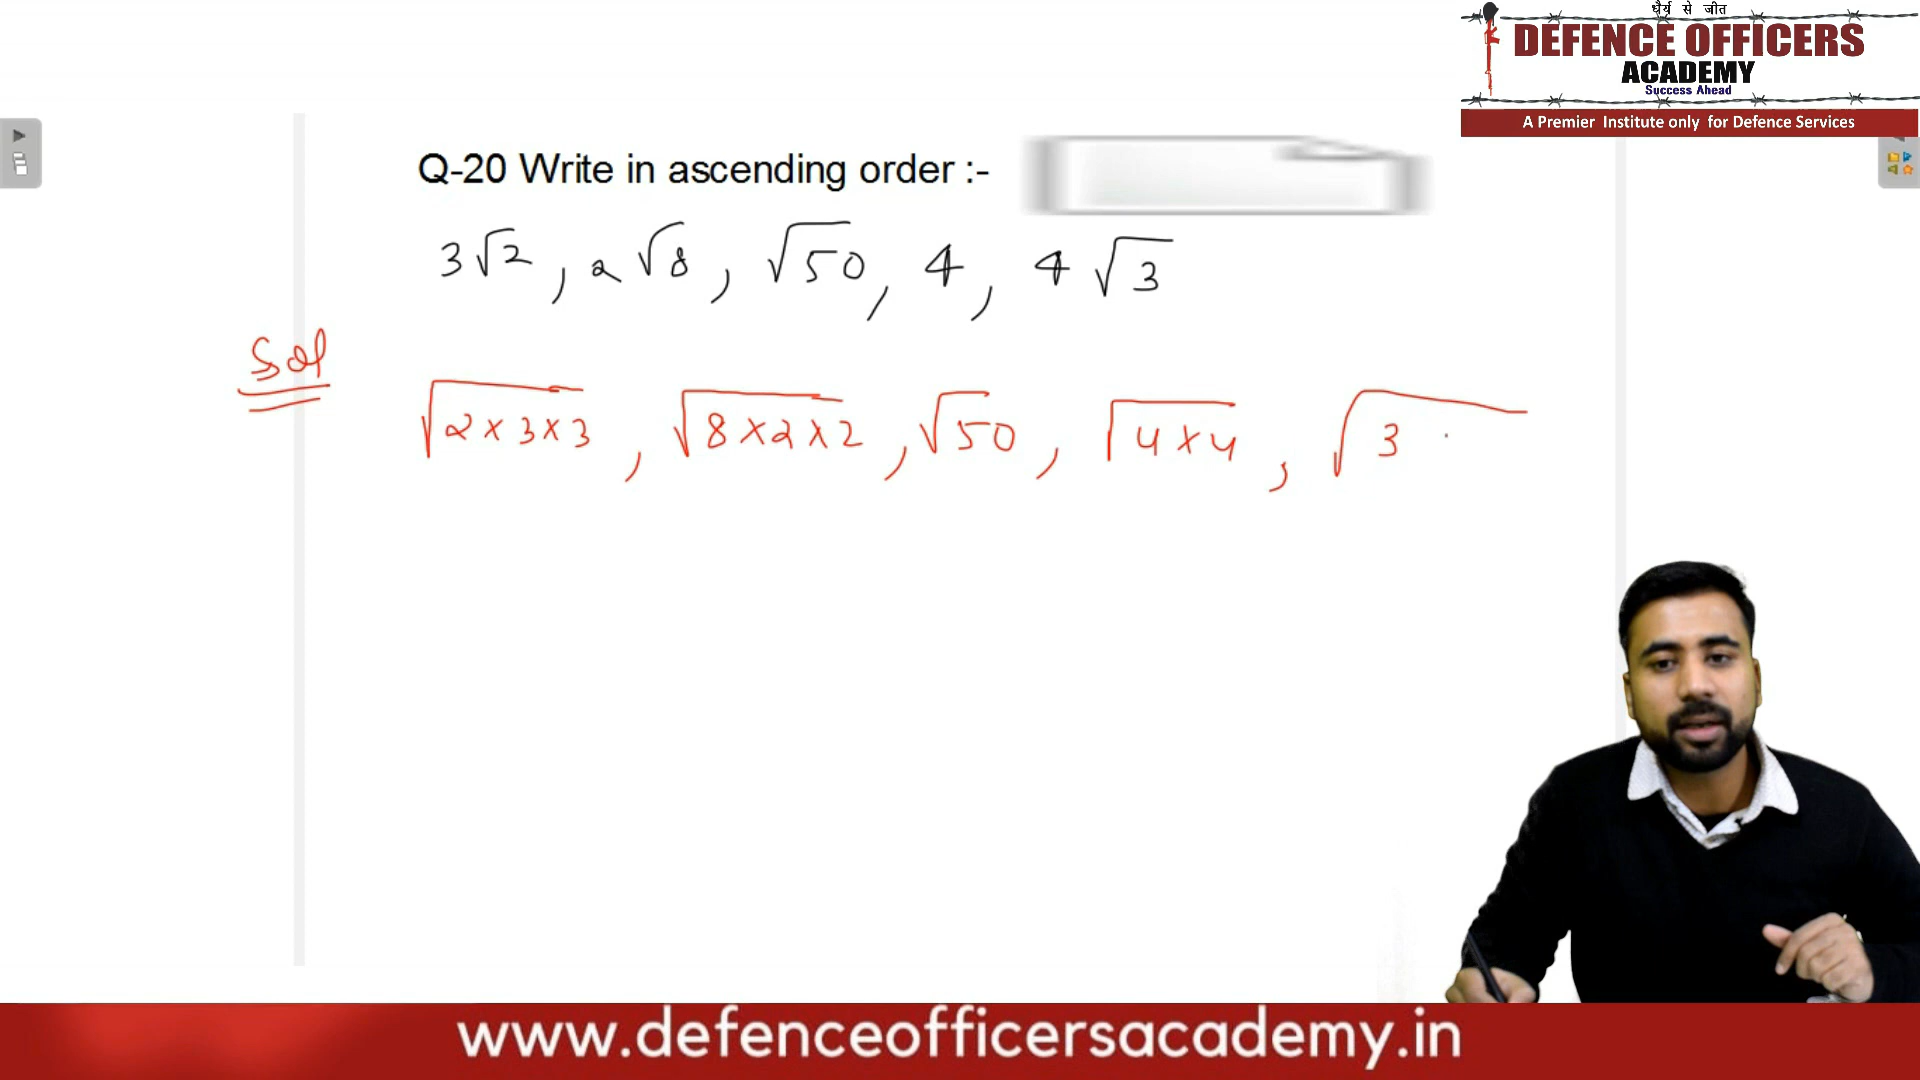 धैर्य से जीत
DEFENCE OFFICERS
ACADEMY
Success Ahead
A Premier Institute only for Defence Services
Q-20 Write in ascending order :-
3√2, 2√8, √50, 4, 4√3
Sol
√2×3×3, √8×2×2, √50, √4×4, √3
www.defenceofficersacademy.in